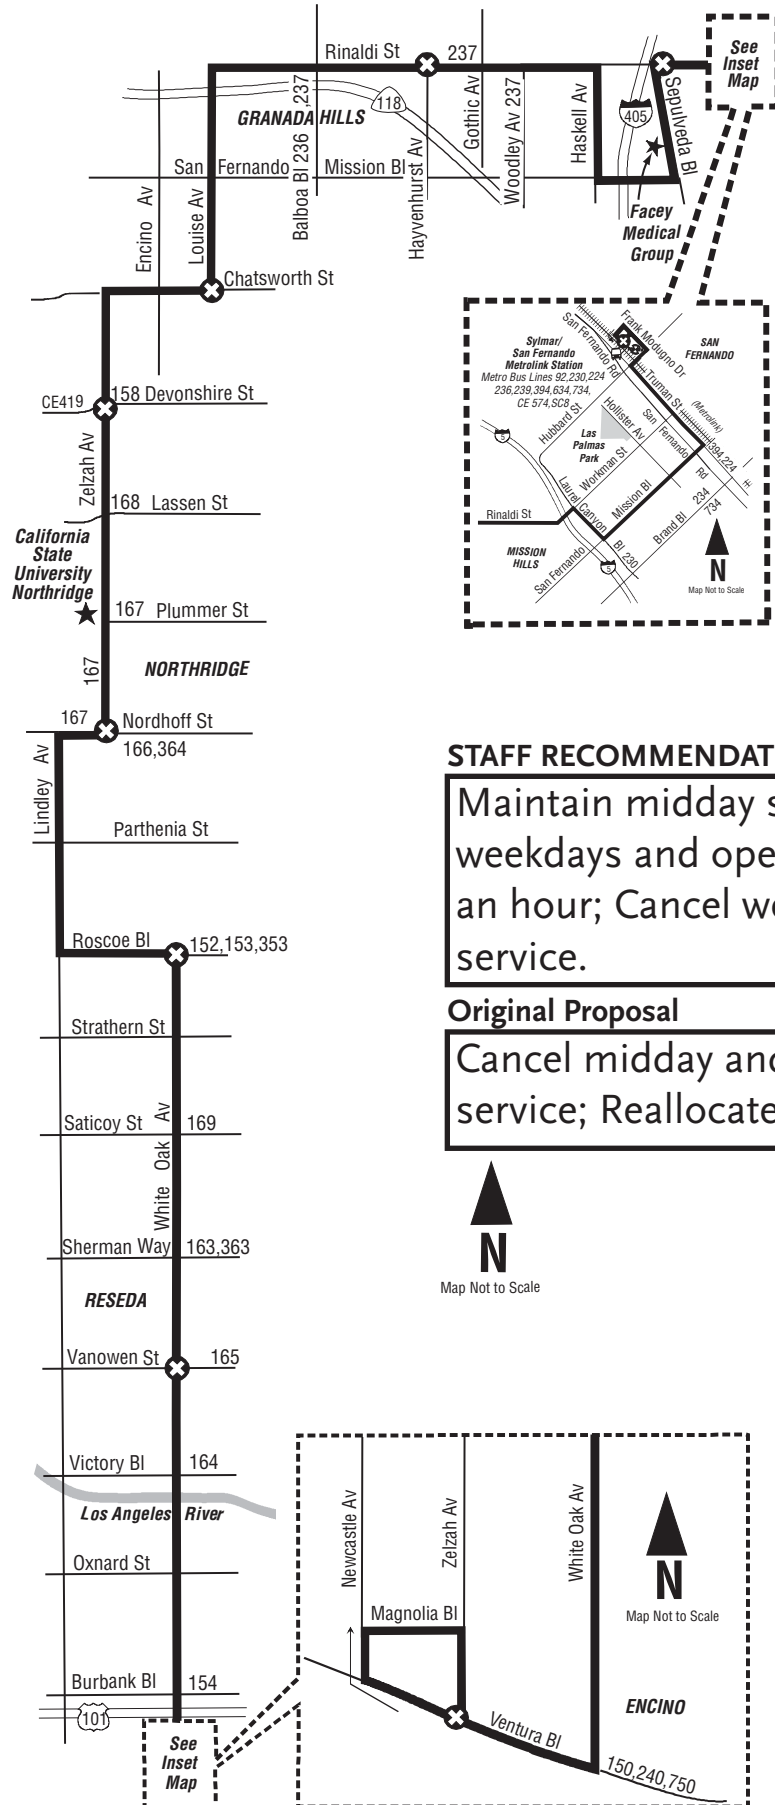 Rinaldi St
237
See
Inset
Map
GRANADA HILLS
118
405
Balboa Bl 236,237
Hayvenhurst Av
Gothic Av
Woodley Av 237
Haskell Av
Sepulveda Bl
San Fernando Mission Bl
Encino Av
Louise Av
Facey
Medical
Group
Chatsworth St
CE419
158 Devonshire St
Zelzah Av
168 Lassen St
California
State
University
Northridge
167 Plummer St
167
NORTHRIDGE
167
Nordhoff St
166,364
Lindley Av
Parthenia St
Roscoe Bl
152,153,353
Strathern St
Saticoy St
169
White Oak Av
Sherman Way
163,363
RESEDA
Vanowen St
165
Victory Bl
164
Los Angeles River
Oxnard St
Burbank Bl
154
101
See
Inset
Map
Sylmar/
San Fernando
Metrolink Station
Metro Bus Lines 92,230,224
236,239,394,634,734,
CE 574,SC8
San Fernando Rd
Frank Modugno Dr
SAN
FERNANDO
Truman St
(Metrolink)
394,224
Hubbard St
Hollister Av
San Fernando Rd
Las
Palmas
Park
Workman St
5
Laurel Canyon Bl 230
Mission Bl
234
734
Brand Bl
Rinaldi St
MISSION
HILLS
San Fernando
5
N
Map Not to Scale
STAFF RECOMMENDAT
Maintain midday s
weekdays and ope
an hour; Cancel we
service.
Original Proposal
Cancel midday and
service; Reallocate
N
Map Not to Scale
Newcastle Av
Zelzah Av
White Oak Av
N
Map Not to Scale
Magnolia Bl
ENCINO
Ventura Bl
150,240,750